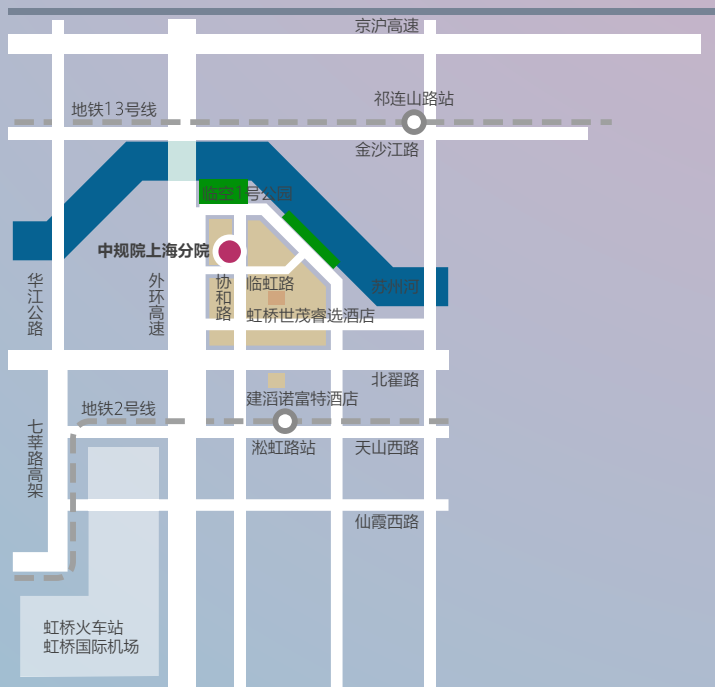 京沪高速
祁连山路站
地铁13号线
金沙江路
临空1号公园
中规院上海分院
华江公路
外环高速
协和路
临虹路
苏州河
虹桥世茂睿选酒店
北翟路
建滔诺富特酒店
地铁2号线
七莘路高架
淞虹路站
天山西路
仙霞西路
虹桥火车站
虹桥国际机场